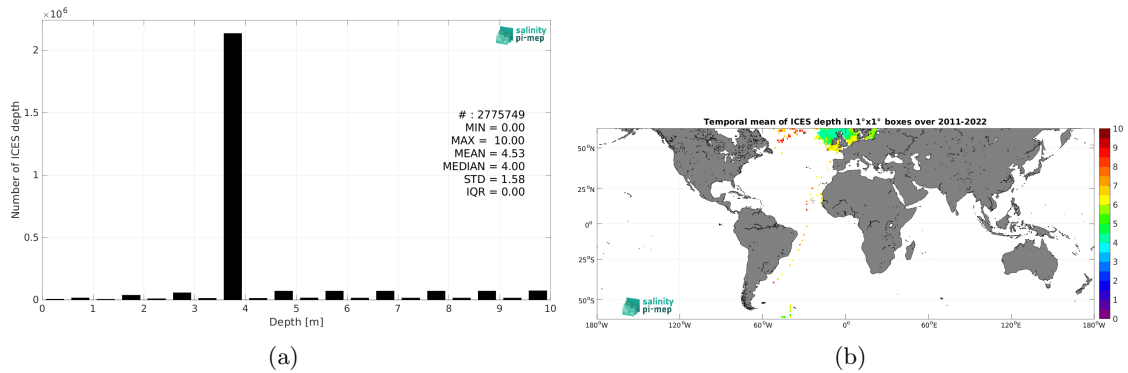 ×10⁶
2
1.5
1
0.5
0
Number of ICES depth
salinity
pi-mep
# : 2775749
MIN = 0.00
MAX = 10.00
MEAN = 4.53
MEDIAN = 4.00
STD = 1.58
IQR = 0.00
0 1 2 3 4 5 6 7 8 9 10
Depth [m]
(a)
Temporal mean of ICES depth in 1°x1° boxes over 2011-2022
50°N
25°N
0°
25°S
50°S
salinity
pi-mep
180°W 120°W 60°W 0° 60°E 120°E 180°W
10
9
8
7
6
5
4
3
2
1
0
(b)